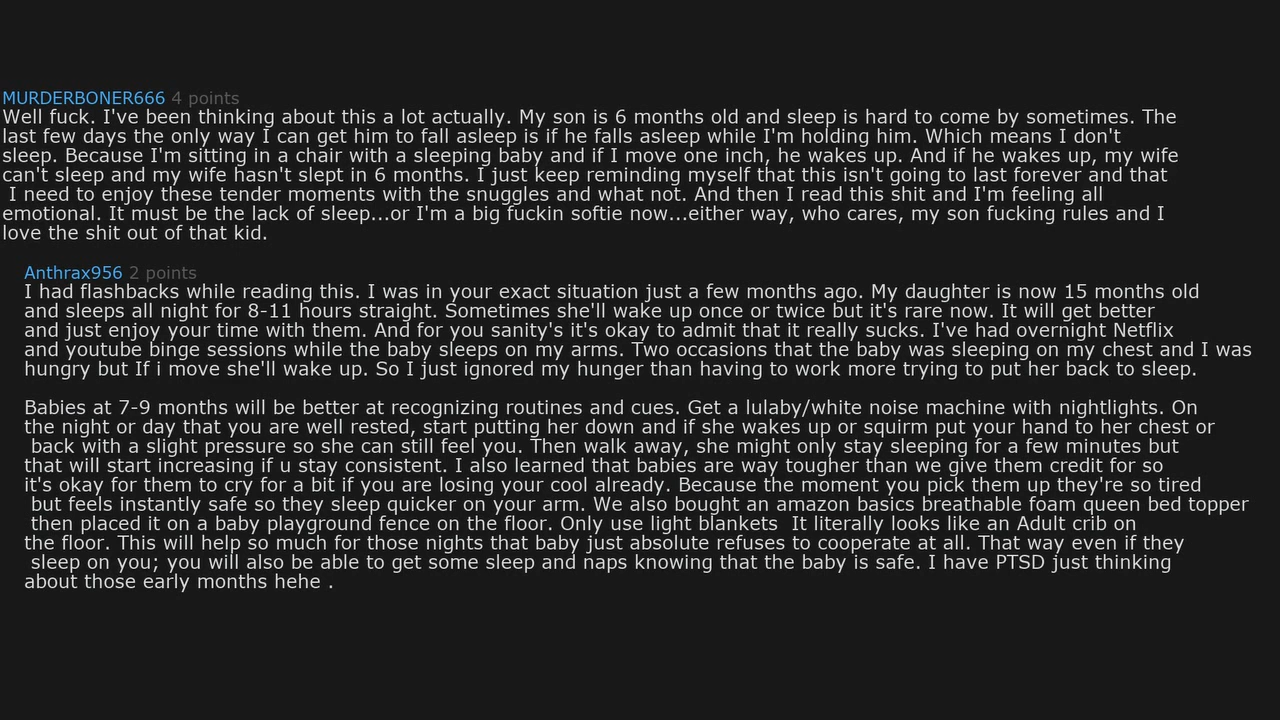 MURDERBONER666 4 points
Well fuck. I've been thinking about this a lot actually. My son is 6 months old and sleep is hard to come by sometimes. The
last few days the only way I can get him to fall asleep is if he falls asleep while I'm holding him. Which means I don't
sleep. Because I'm sitting in a chair with a sleeping baby and if I move one inch, he wakes up. And if he wakes up, my wife
can't sleep and my wife hasn't slept in 6 months. I just keep reminding myself that this isn't going to last forever and that
I need to enjoy these tender moments with the snuggles and what not. And then I read this shit and I'm feeling all
emotional. It must be the lack of sleep...or I'm a big fuckin softie now...either way, who cares, my son fucking rules and I
love the shit out of that kid.
Anthrax956 2 points
I had flashbacks while reading this. I was in your exact situation just a few months ago. My daughter is now 15 months old
and sleeps all night for 8-11 hours straight. Sometimes she'll wake up once or twice but it's rare now. It will get better
and just enjoy your time with them. And for you sanity's it's okay to admit that it really sucks. I've had overnight Netflix
and youtube binge sessions while the baby sleeps on my arms. Two occasions that the baby was sleeping on my chest and I was
hungry but If i move she'll wake up. So I just ignored my hunger than having to work more trying to put her back to sleep.
Babies at 7-9 months will be better at recognizing routines and cues. Get a lulaby/white noise machine with nightlights. On
the night or day that you are well rested, start putting her down and if she wakes up or squirm put your hand to her chest or
back with a slight pressure so she can still feel you. Then walk away, she might only stay sleeping for a few minutes but
that will start increasing if u stay consistent. I also learned that babies are way tougher than we give them credit for so
it's okay for them to cry for a bit if you are losing your cool already. Because the moment you pick them up they're so tired
but feels instantly safe so they sleep quicker on your arm. We also bought an amazon basics breathable foam queen bed topper
then placed it on a baby playground fence on the floor. Only use light blankets  It literally looks like an Adult crib on
the floor. This will help so much for those nights that baby just absolute refuses to cooperate at all. That way even if they
sleep on you; you will also be able to get some sleep and naps knowing that the baby is safe. I have PTSD just thinking
about those early months hehe .